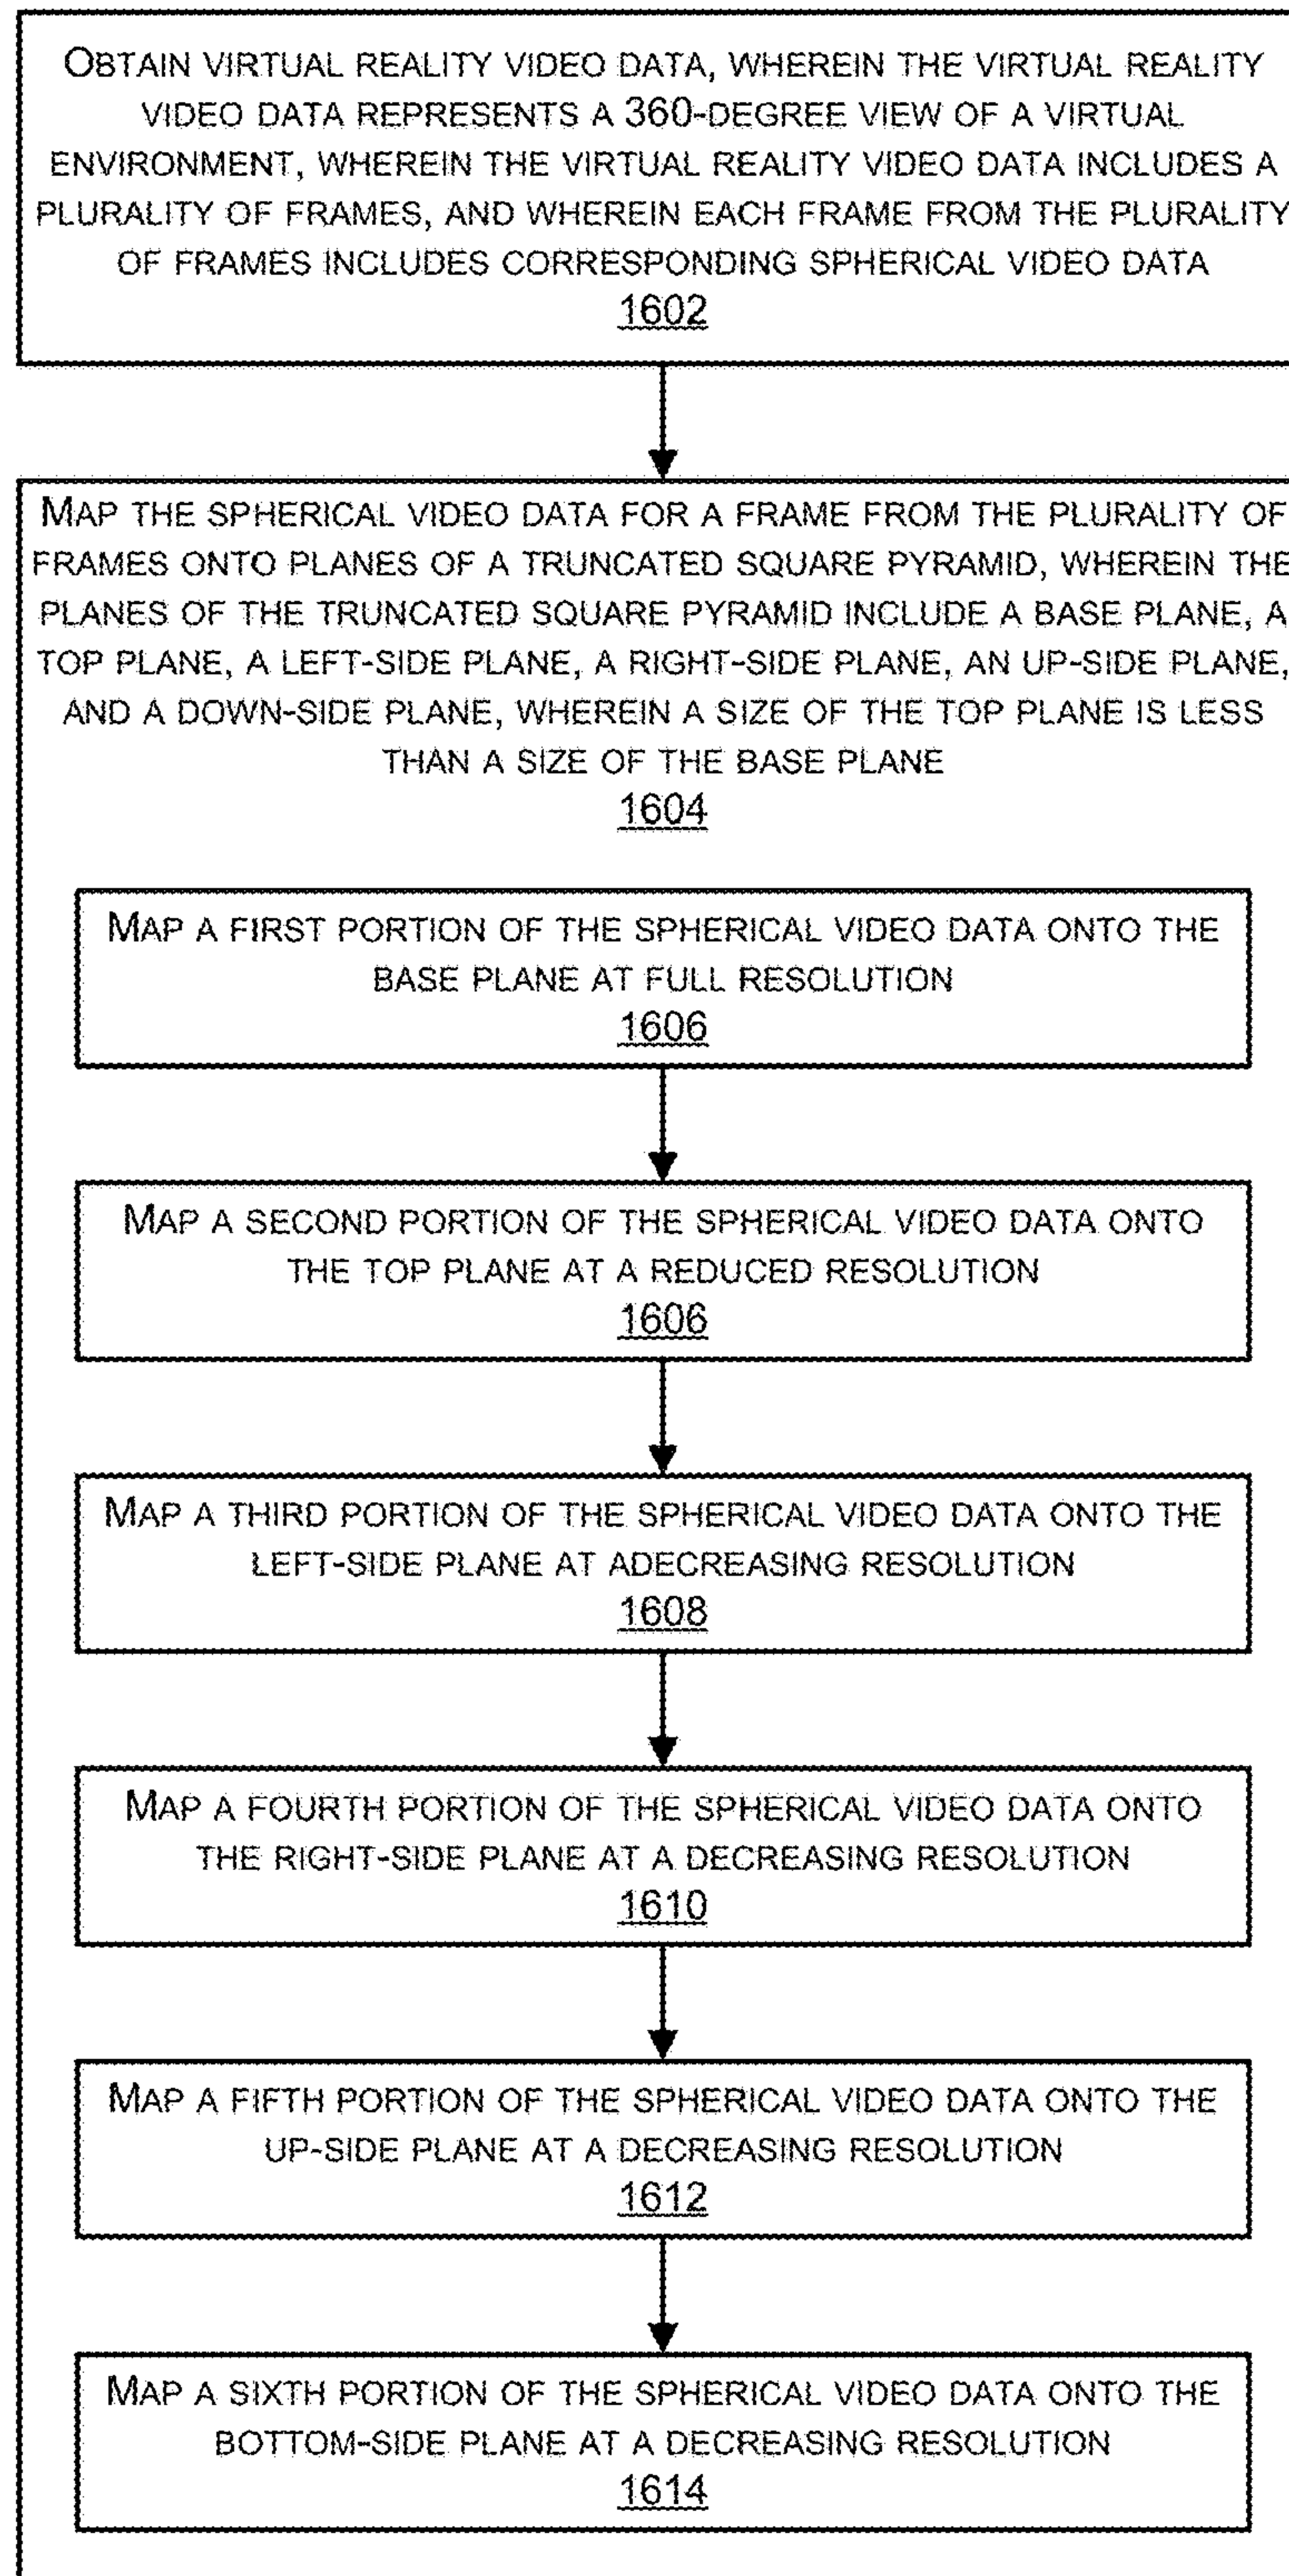 OBTAIN VIRTUAL REALITY VIDEO DATA, WHEREIN THE VIRTUAL REALITY
VIDEO DATA REPRESENTS A 360-DEGREE VIEW OF A VIRTUAL
ENVIRONMENT, WHEREIN THE VIRTUAL REALITY VIDEO DATA INCLUDES A
PLURALITY OF FRAMES, AND WHEREIN EACH FRAME FROM THE PLURALITY
OF FRAMES INCLUDES CORRESPONDING SPHERICAL VIDEO DATA
1602
MAP THE SPHERICAL VIDEO DATA FOR A FRAME FROM THE PLURALITY OF
FRAMES ONTO PLANES OF A TRUNCATED SQUARE PYRAMID, WHEREIN THE
PLANES OF THE TRUNCATED SQUARE PYRAMID INCLUDE A BASE PLANE, A
TOP PLANE, A LEFT-SIDE PLANE, A RIGHT-SIDE PLANE, AN UP-SIDE PLANE,
AND A DOWN-SIDE PLANE, WHEREIN A SIZE OF THE TOP PLANE IS LESS
THAN A SIZE OF THE BASE PLANE
1604
MAP A FIRST PORTION OF THE SPHERICAL VIDEO DATA ONTO THE
BASE PLANE AT FULL RESOLUTION
1606
MAP A SECOND PORTION OF THE SPHERICAL VIDEO DATA ONTO
THE TOP PLANE AT A REDUCED RESOLUTION
1606
MAP A THIRD PORTION OF THE SPHERICAL VIDEO DATA ONTO THE
LEFT-SIDE PLANE AT ADECREASING RESOLUTION
1608
MAP A FOURTH PORTION OF THE SPHERICAL VIDEO DATA ONTO
THE RIGHT-SIDE PLANE AT A DECREASING RESOLUTION
1610
MAP A FIFTH PORTION OF THE SPHERICAL VIDEO DATA ONTO THE
UP-SIDE PLANE AT A DECREASING RESOLUTION
1612
MAP A SIXTH PORTION OF THE SPHERICAL VIDEO DATA ONTO THE
BOTTOM-SIDE PLANE AT A DECREASING RESOLUTION
1614